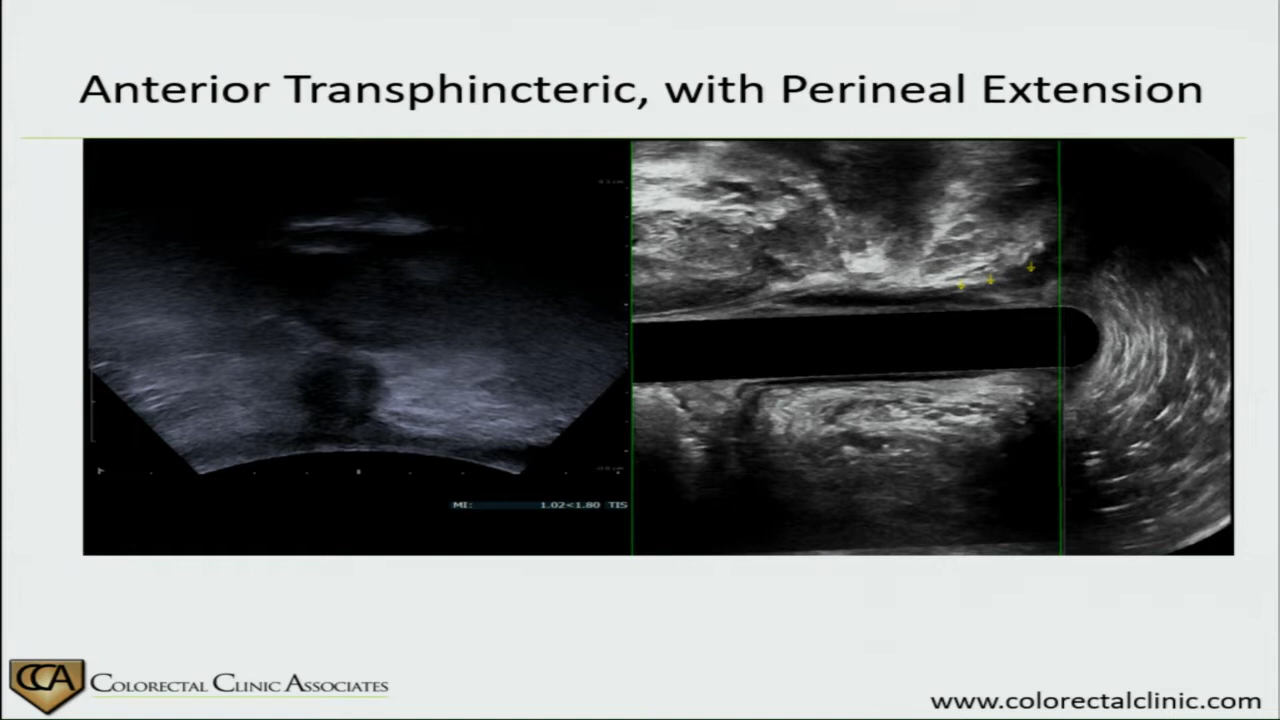 Anterior Transphincteric, with Perineal Extension
MI: 1.02<1.80 TIS
CCA COLORECTAL CLINIC ASSOCIATES
www.colorectalclinic.com